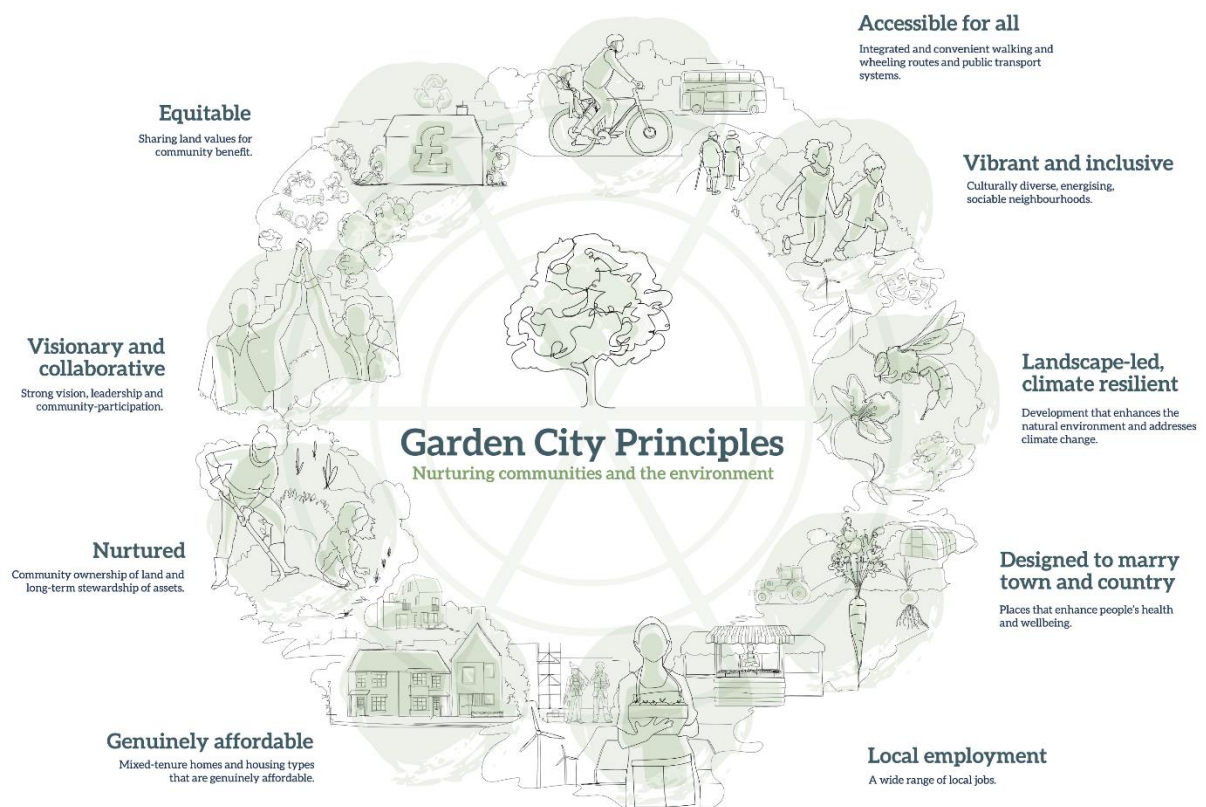 Accessible for all
Integrated and convenient walking and
wheeling routes and public transport
systems.
Equitable
Sharing land values for
community benefit.
£
Vibrant and inclusive
Culturally diverse, energising,
sociable neighbourhoods.
Visionary and
collaborative
Strong vision, leadership and
community-participation.
Landscape-led,
climate resilient
Development that enhances the
natural environment and addresses
climate change.
Garden City Principles
Nurturing communities and the environment
Nurtured
Community ownership of land and
long-term stewardship of assets.
Designed to marry
town and country
Places that enhance people's health
and wellbeing.
Genuinely affordable
Mixed-tenure homes and housing types
that are genuinely affordable.
Local employment
A wide range of local jobs.